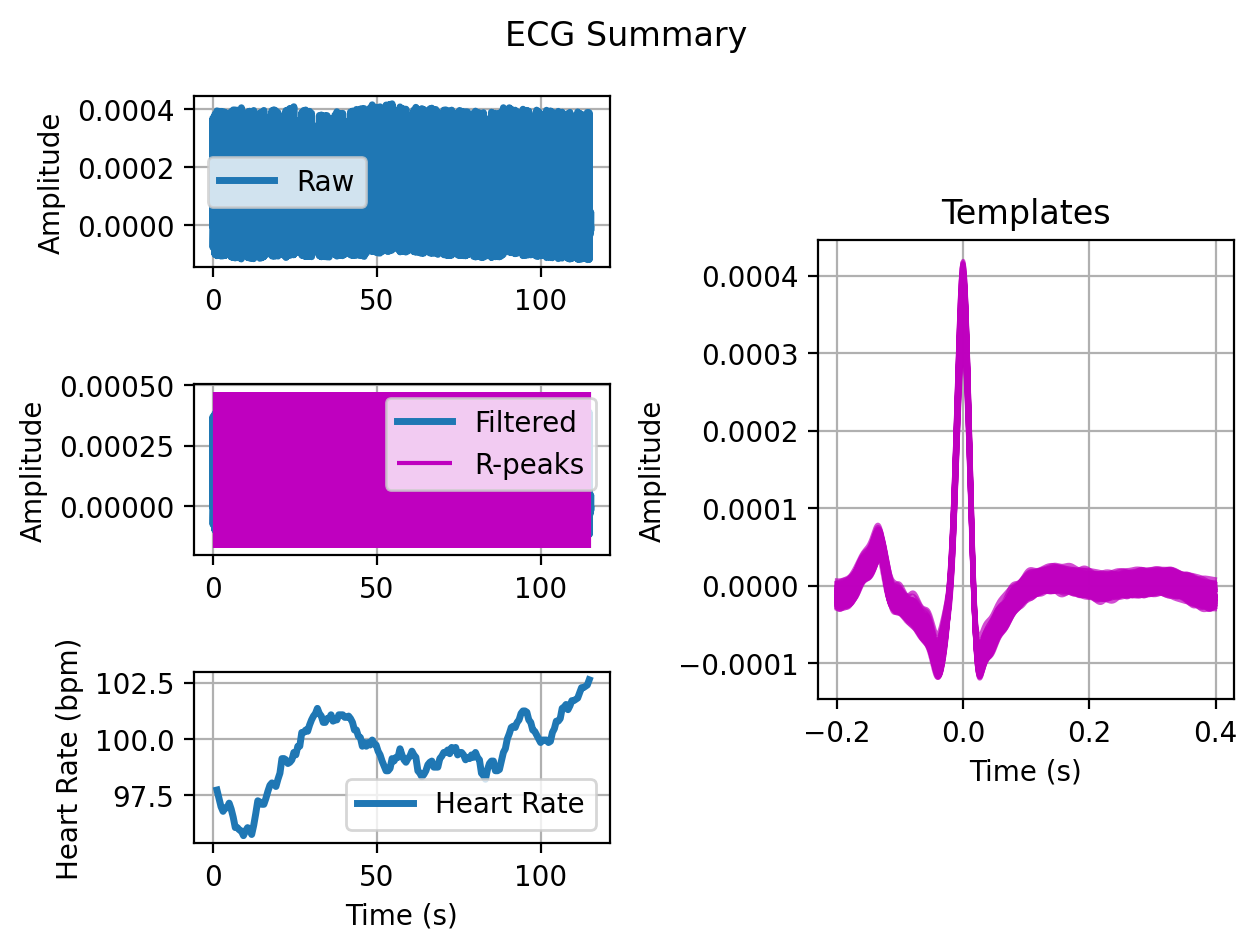 ECG Summary
0.0004
0.0002
0.0000
Amplitude
Raw
0 50 100
0.00050
0.00025
0.00000
Amplitude
Filtered
R-peaks
0 50 100
102.5
100.0
97.5
Heart Rate (bpm)
Heart Rate
0 50 100
Time (s)
Templates
0.0004
0.0003
0.0002
0.0001
0.0000
−0.0001
Amplitude
−0.2 0.0 0.2 0.4
Time (s)